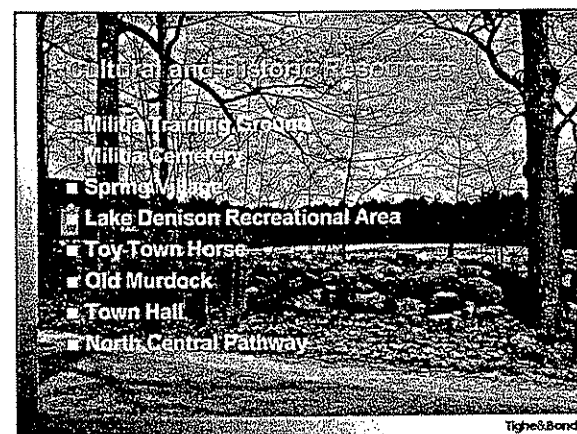 Cultural and Historic Resources
Militia Training Ground
Militia Cemetery
Spring Village
Lake Denison Recreational Area
Toy Town Horse
Old Murdock
Town Hall
North Central Pathway
Tighe&Bond